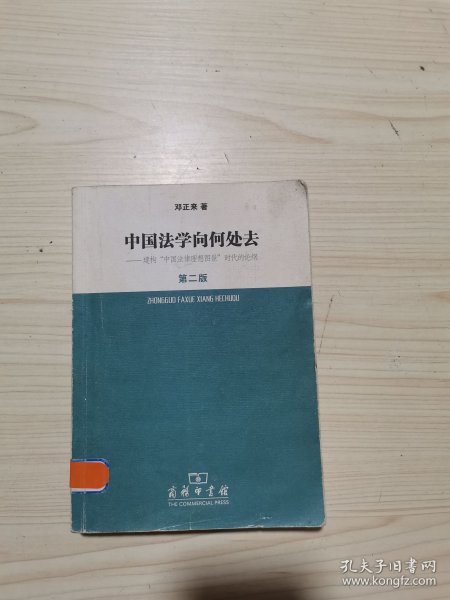 邓正来 著
中国法学向何处去
——建构“中国法律理想图景”时代的论纲
第二版
ZHONGGUO FAXUE XIANG HECHUQU
商务印书馆
THE COMMERCIAL PRESS
孔夫子旧书网
www.kongfz.com